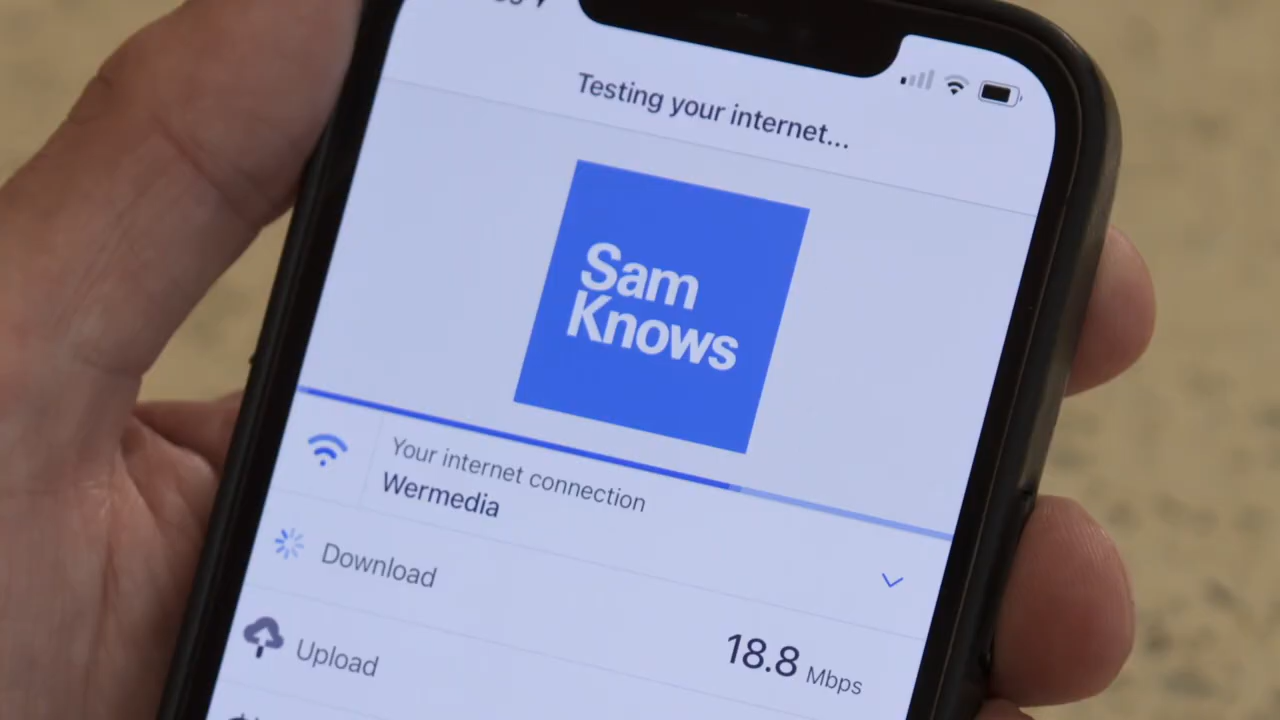 Testing your internet...
Sam
Knows
Your internet connection
Wermedia
Download
18.8 Mbps
Upload